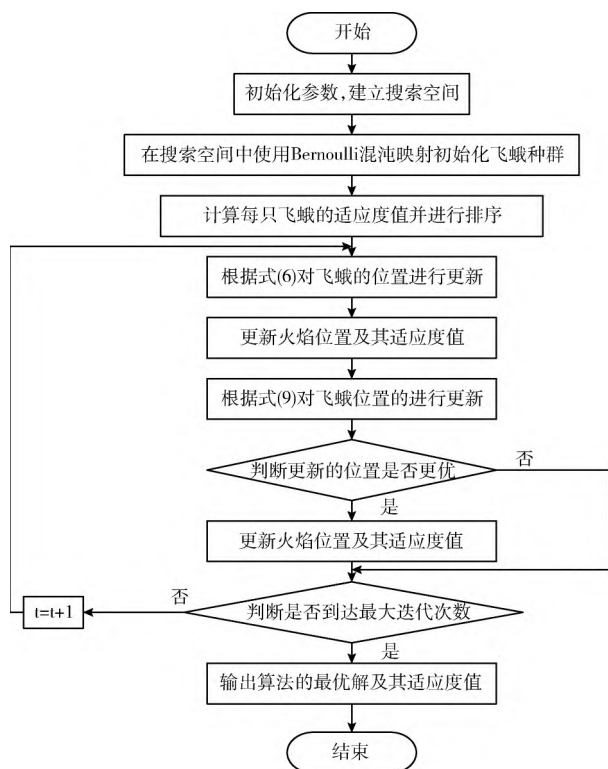 开始
初始化参数,建立搜索空间
在搜索空间中使用Bernoulli混沌映射初始化飞蛾种群
计算每只飞蛾的适应度值并进行排序
根据式(6)对飞蛾的位置进行更新
更新火焰位置及其适应度值
根据式(9)对飞蛾位置的进行更新
判断更新的位置是否更优
否
是
更新火焰位置及其适应度值
判断是否到达最大迭代次数
否
t=t+1
是
输出算法的最优解及其适应度值
结束